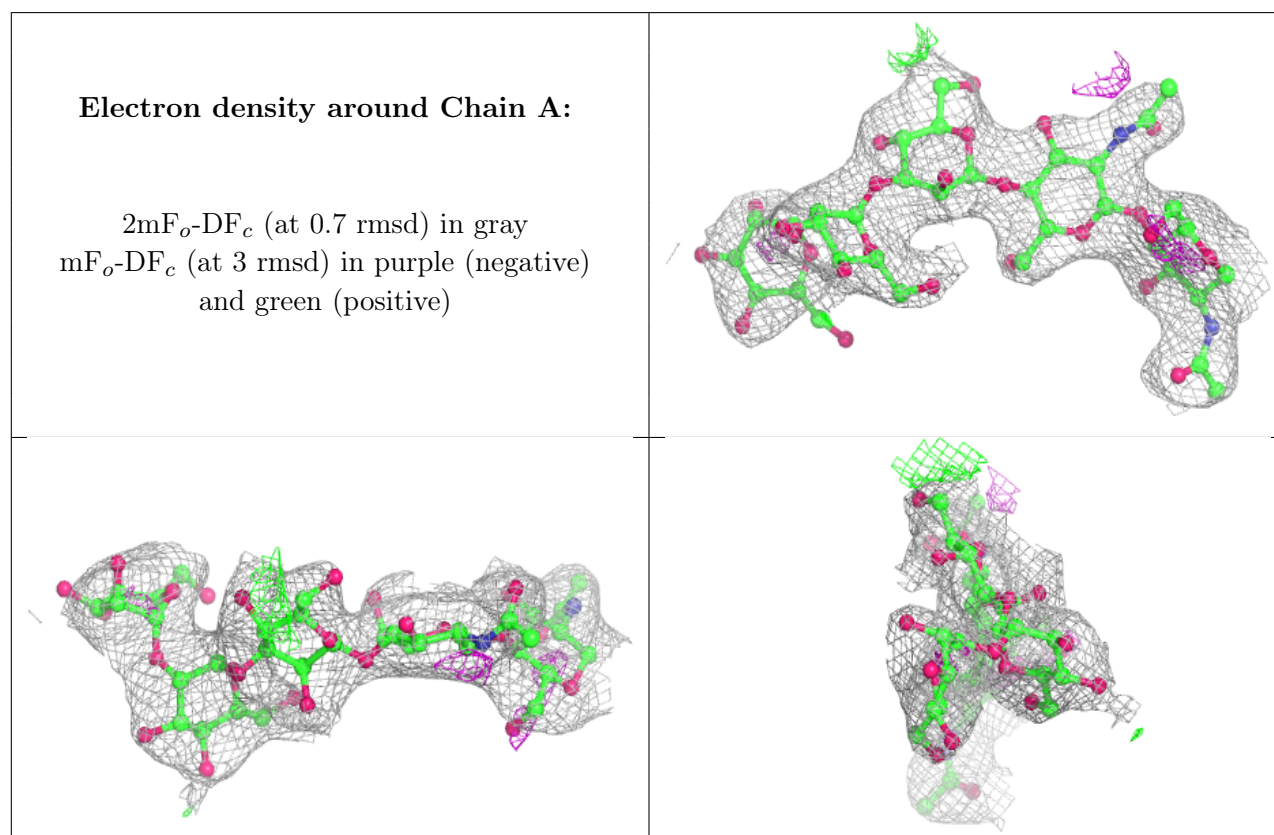 Electron density around Chain A:
2mFo-DFc (at 0.7 rmsd) in gray
mFo-DFc (at 3 rmsd) in purple (negative)
and green (positive)